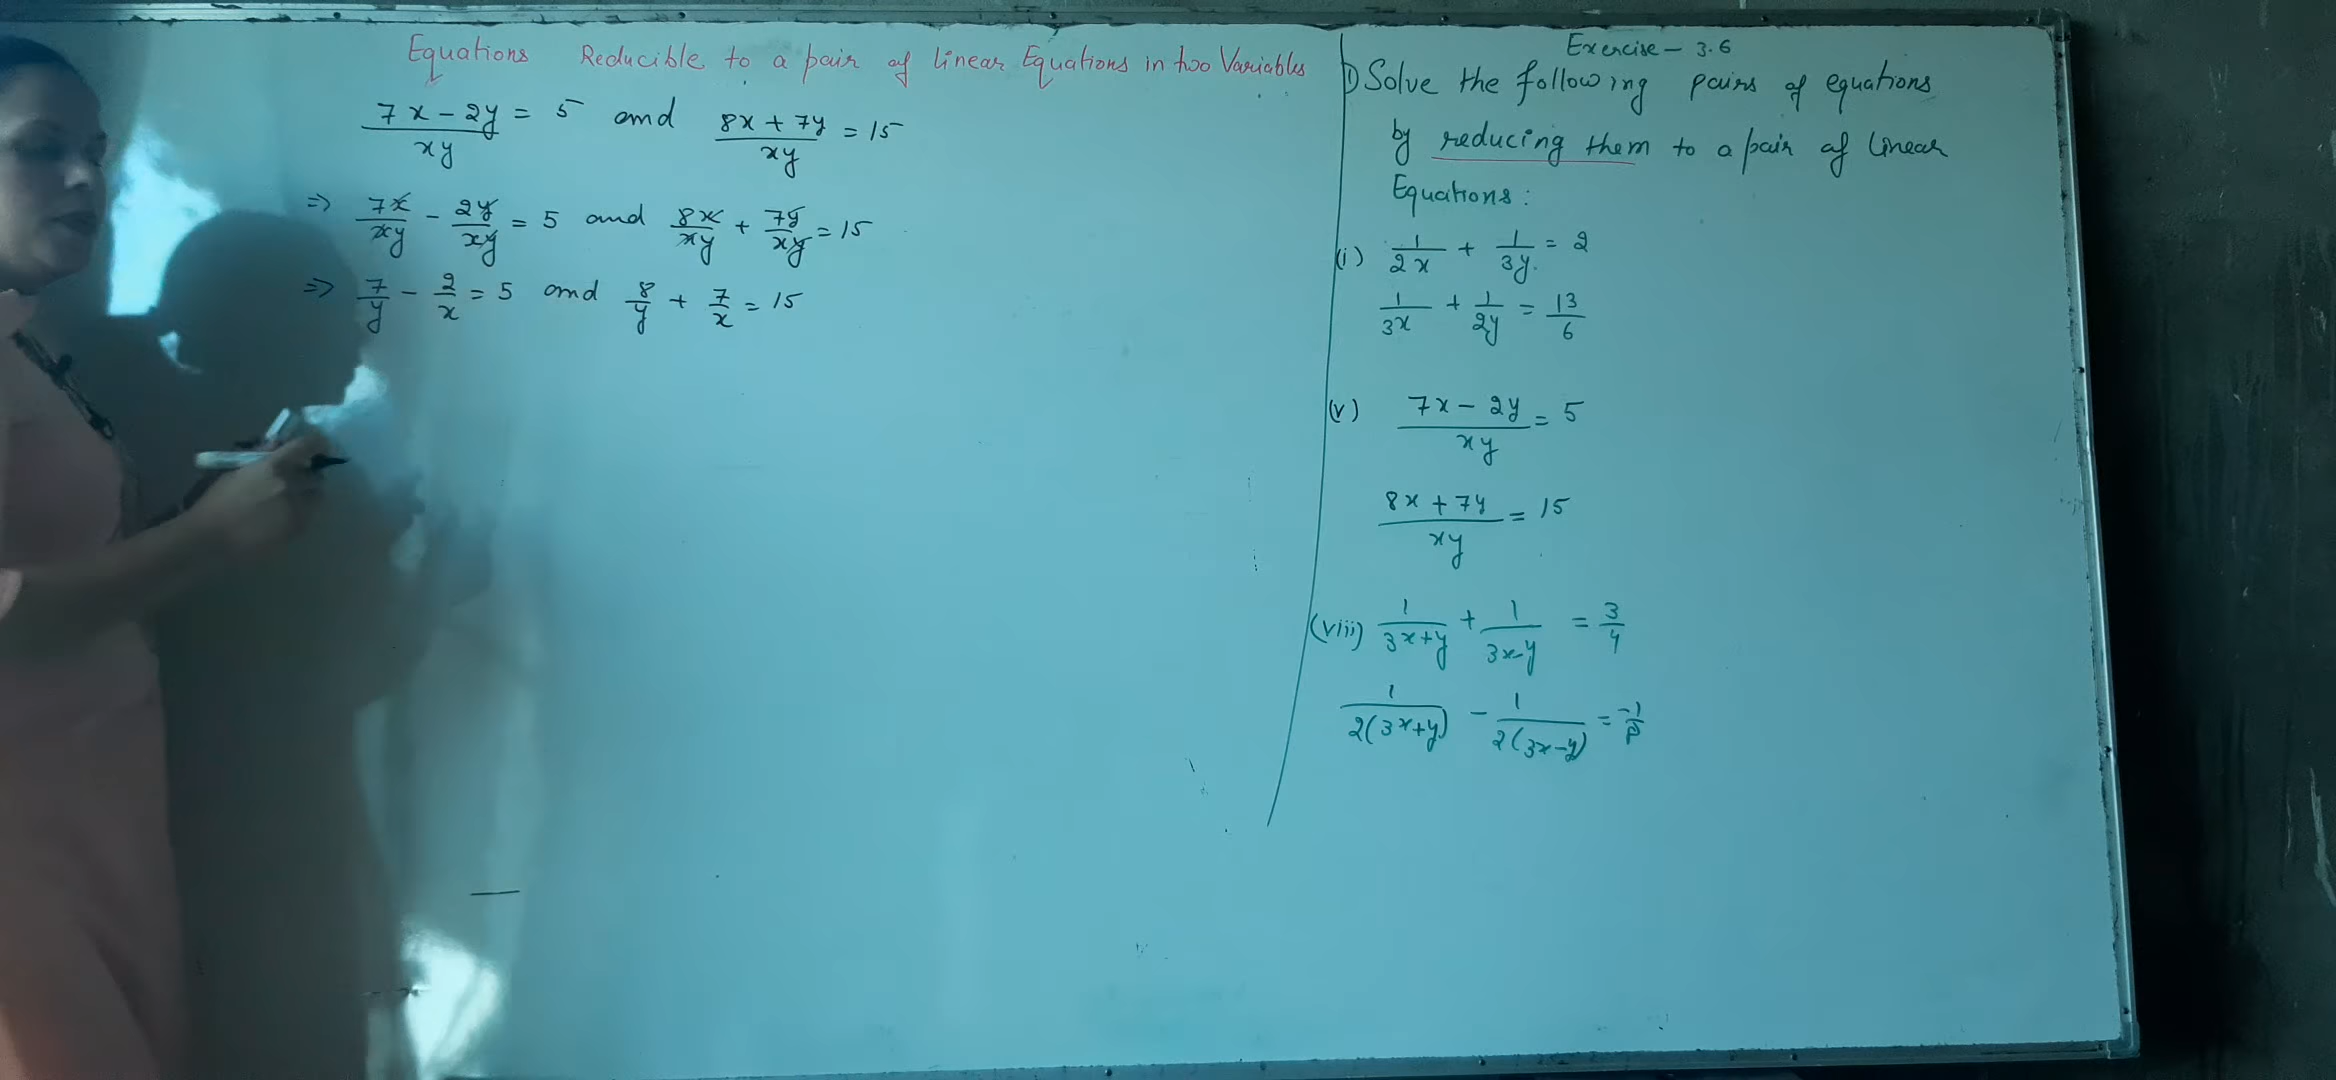 Equations Reducible to a pair of linear Equations in two Variables
7x - 2y / xy = 5 and 8x + 7y / xy = 15
⇒ 7x/xy - 2y/xy = 5 and 8x/xy + 7y/xy = 15
⇒ 7/y - 2/x = 5 and 8/y + 7/x = 15
Exercise - 3.6
1) Solve the following pairs of equations
by reducing them to a pair of linear
Equations :
(i) 1/2x + 1/3y = 2
1/3x + 1/2y = 13/6
(v) 7x - 2y / xy = 5
8x + 7y / xy = 15
(viii) 1/3x+y + 1/3x-y = 3/4
1/2(3x+y) - 1/2(3x-y) = -1/8